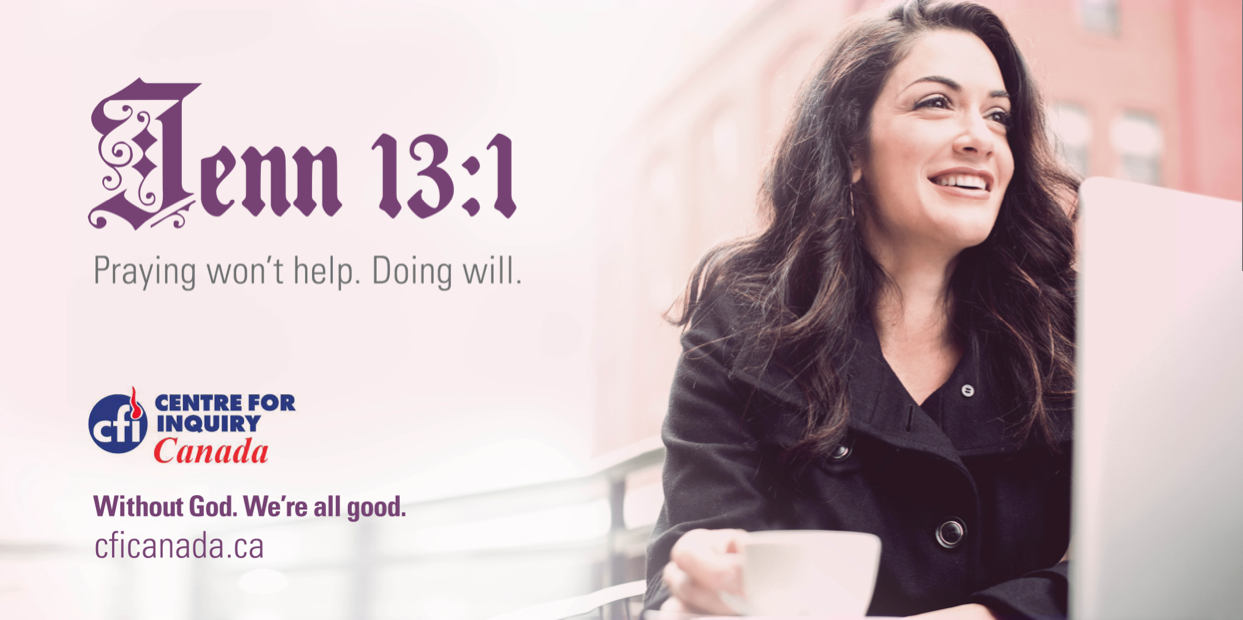 Jenn 13:1
Praying won't help. Doing will.
cfi CENTRE FOR
INQUIRY
Canada
Without God. We're all good.
cficanada.ca